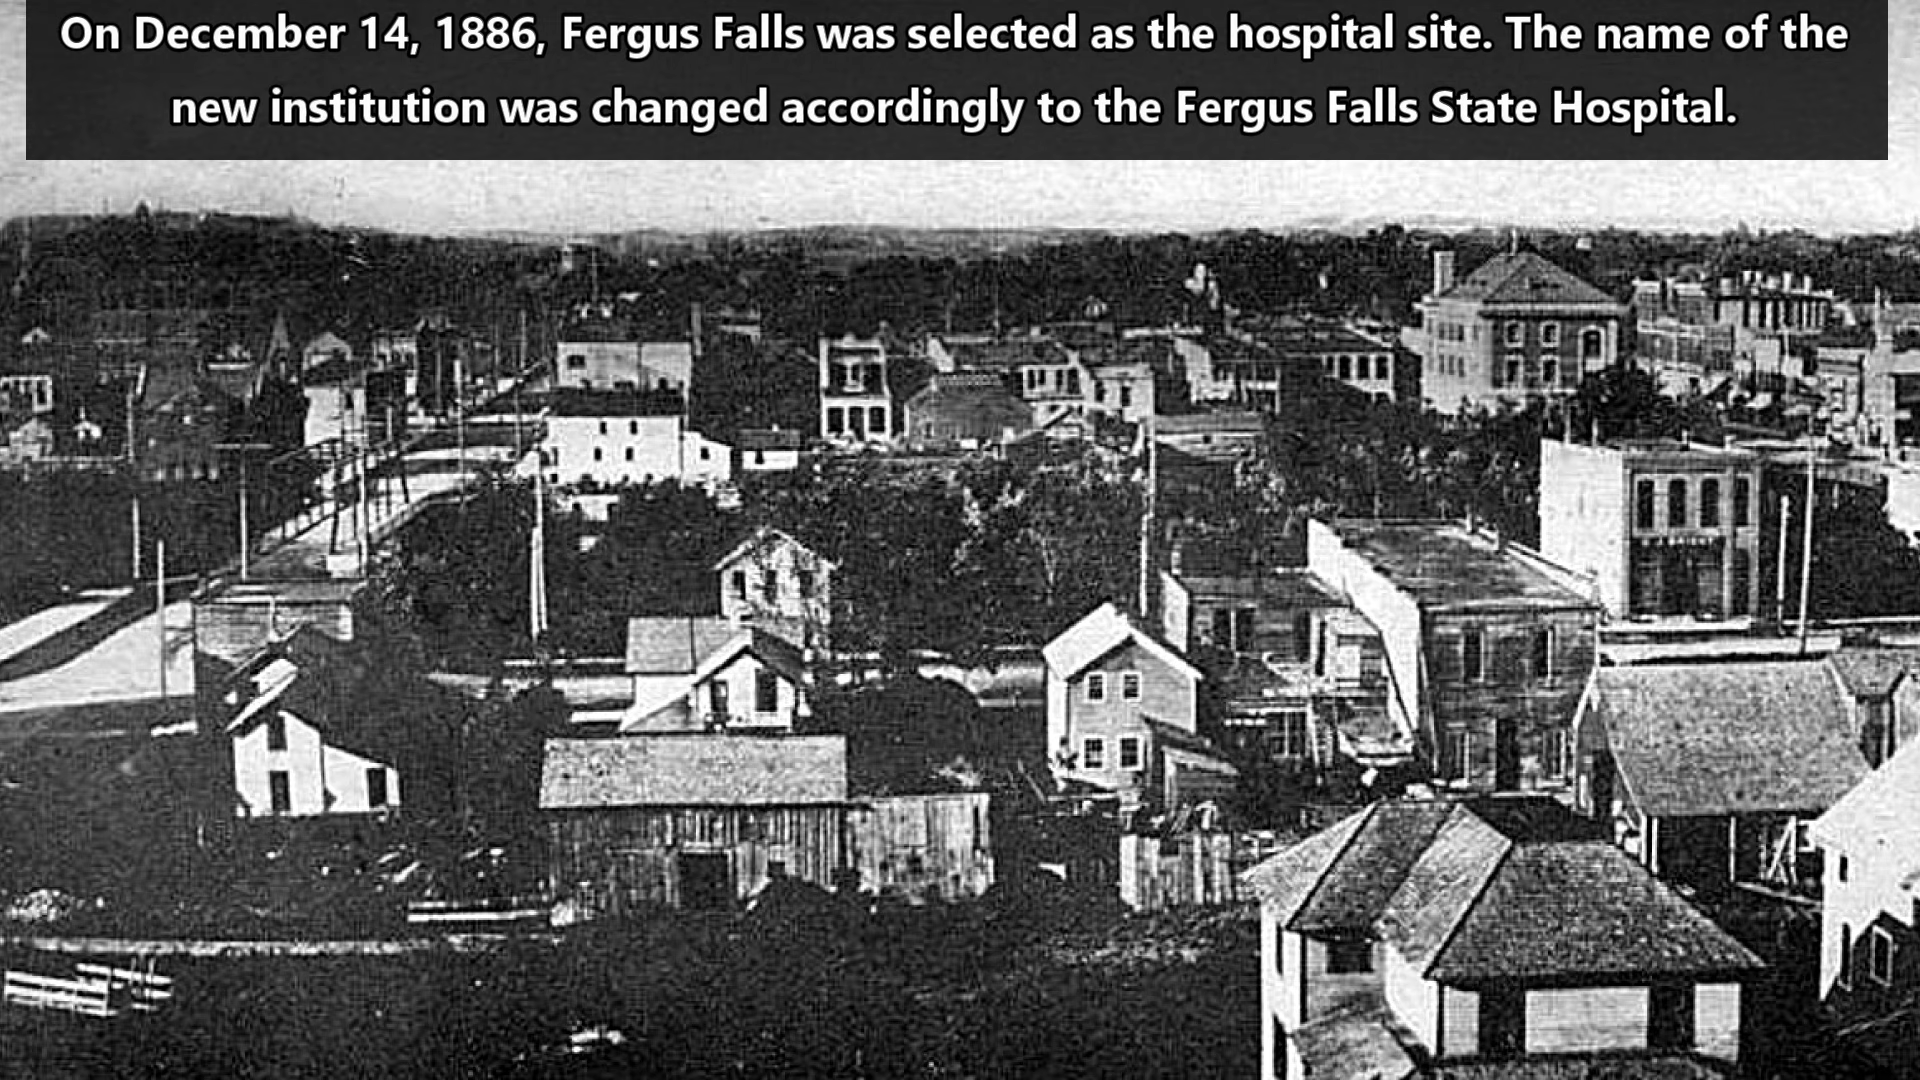 On December 14, 1886, Fergus Falls was selected as the hospital site. The name of the
new institution was changed accordingly to the Fergus Falls State Hospital.